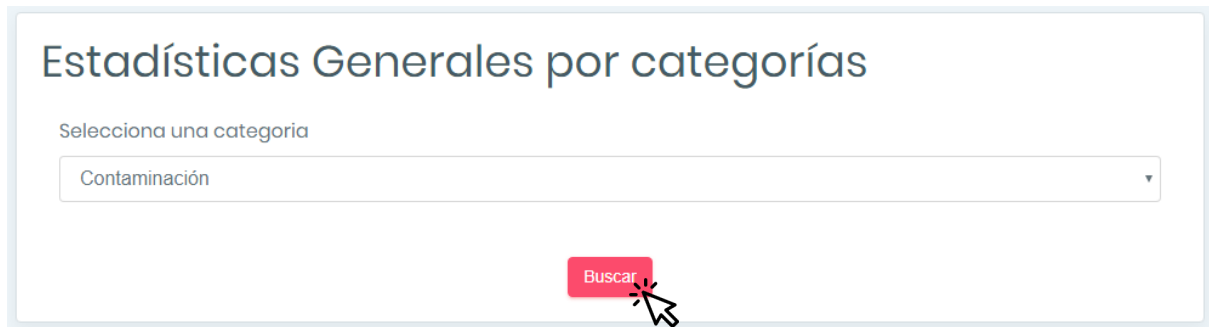 Estadísticas Generales por categorías
Selecciona una categoria
Contaminación
Buscar